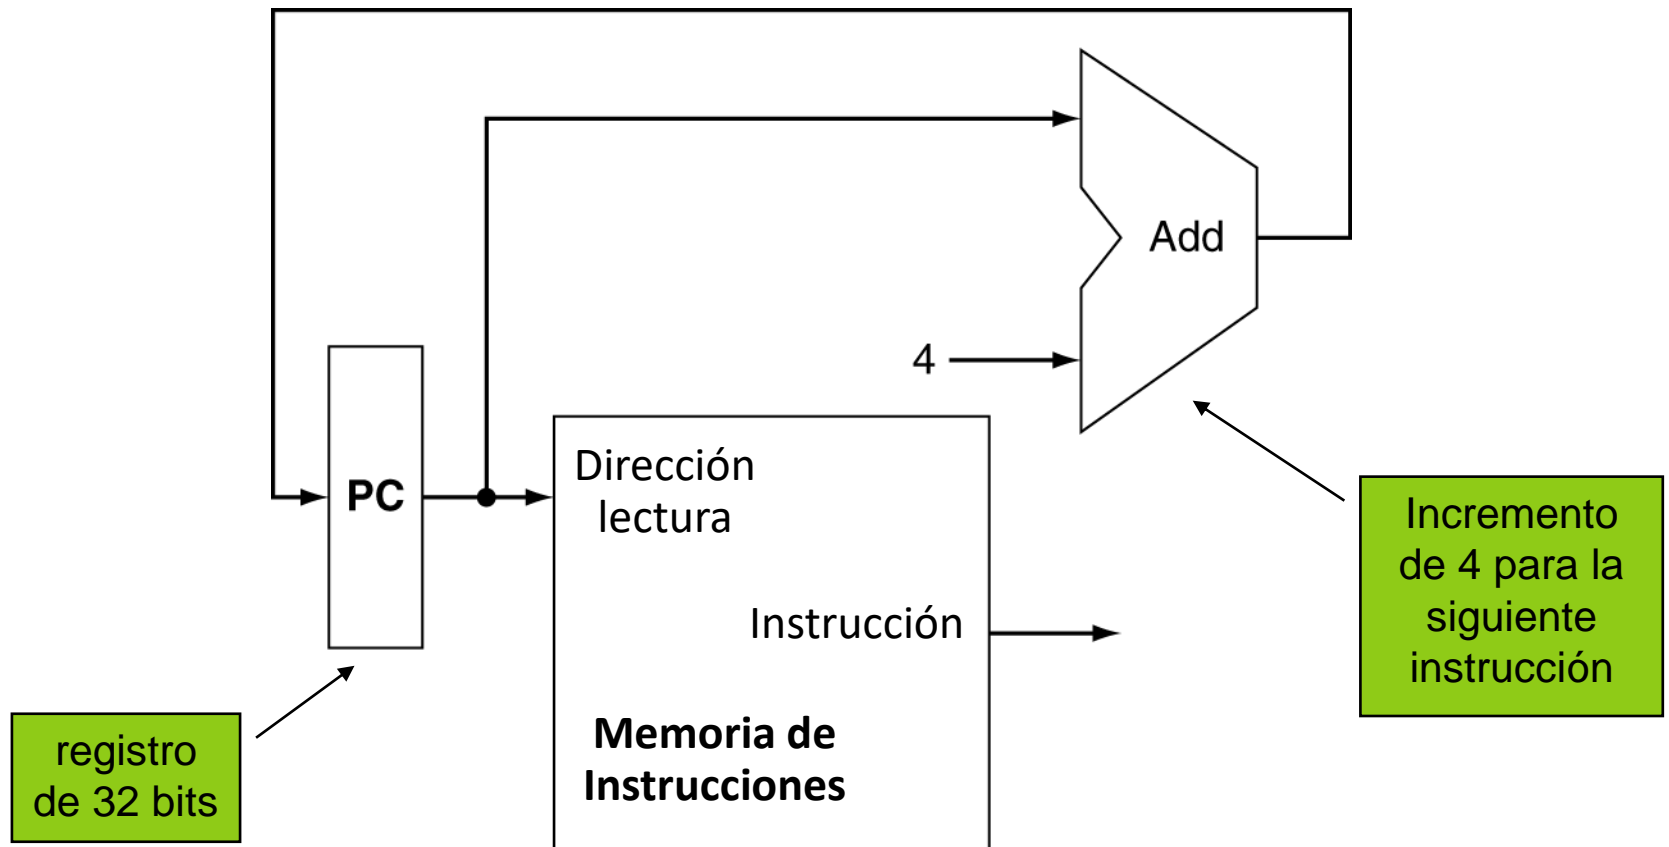 Add
4
PC
Dirección
lectura
Instrucción
Memoria de
Instrucciones
Incremento
de 4 para la
siguiente
instrucción
registro
de 32 bits